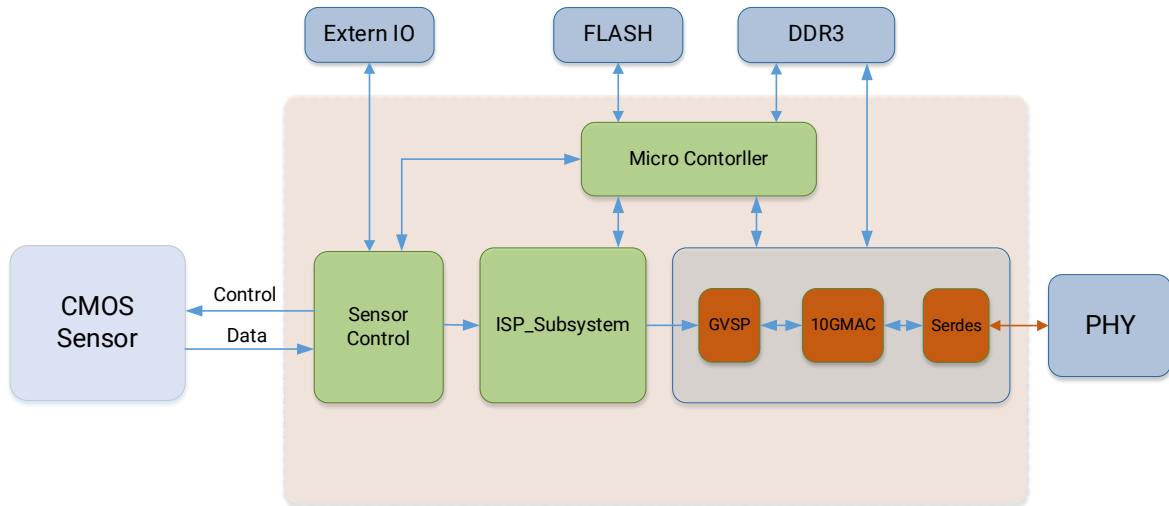 Extern IO
FLASH
DDR3
Micro Contorller
CMOS
Sensor
Control
Data
Sensor
Control
ISP_Subsystem
GVSP
10GMAC
Serdes
PHY